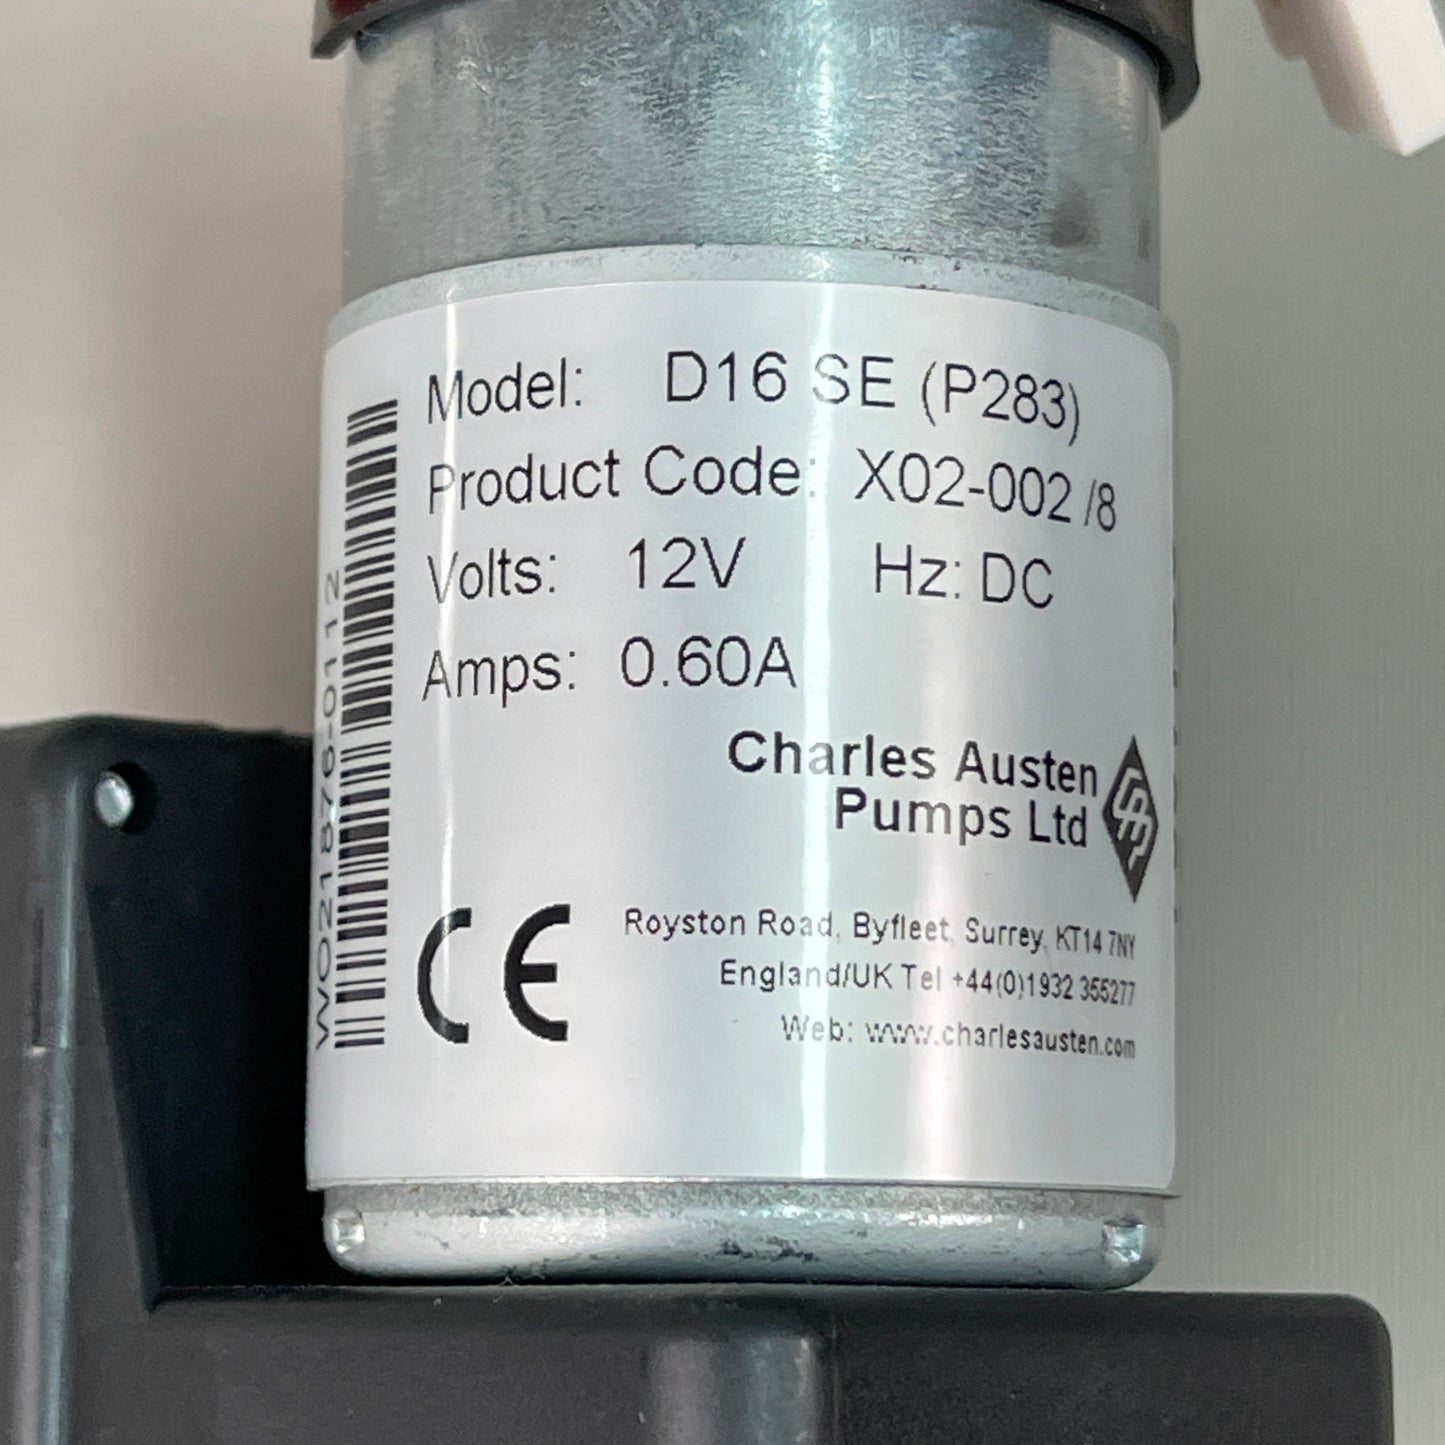 Model: D16 SE (P283)
Product Code: X02-002 /8
Volts: 12V Hz: DC
Amps: 0.60A
Charles Austen
Pumps Ltd
CAP
CE
Royston Road, Byfleet, Surrey, KT14 7NY
England/UK Tel +44(0)1932 355277
Web: www.charlesausten.com
WO021876-0112